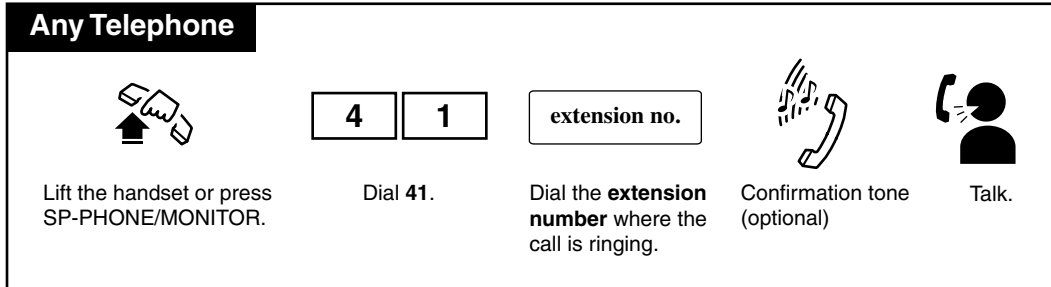 Any Telephone
4 1
extension no.
Lift the handset or press
SP-PHONE/MONITOR.
Dial 41.
Dial the extension
number where the
call is ringing.
Confirmation tone
(optional)
Talk.